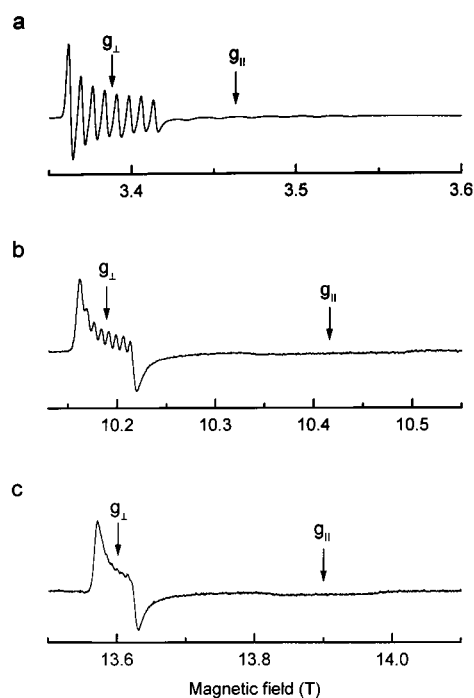 a
g⊥ g||
3.4 3.5 3.6
b
g⊥ g||
10.2 10.3 10.4 10.5
c
g⊥ g||
13.6 13.8 14.0
Magnetic field (T)